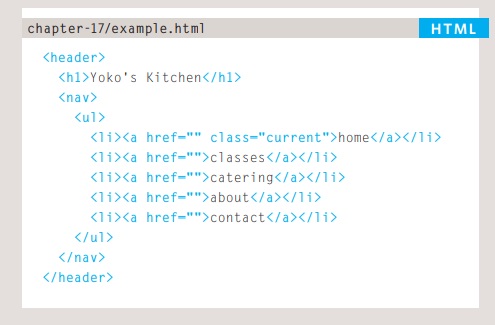 chapter-17/example.html HTML
<header>
<h1>Yoko's Kitchen</h1>
<nav>
<ul>
<li><a href="" class="current">home</a></li>
<li><a href="">classes</a></li>
<li><a href="">catering</a></li>
<li><a href="">about</a></li>
<li><a href="">contact</a></li>
</ul>
</nav>
</header>